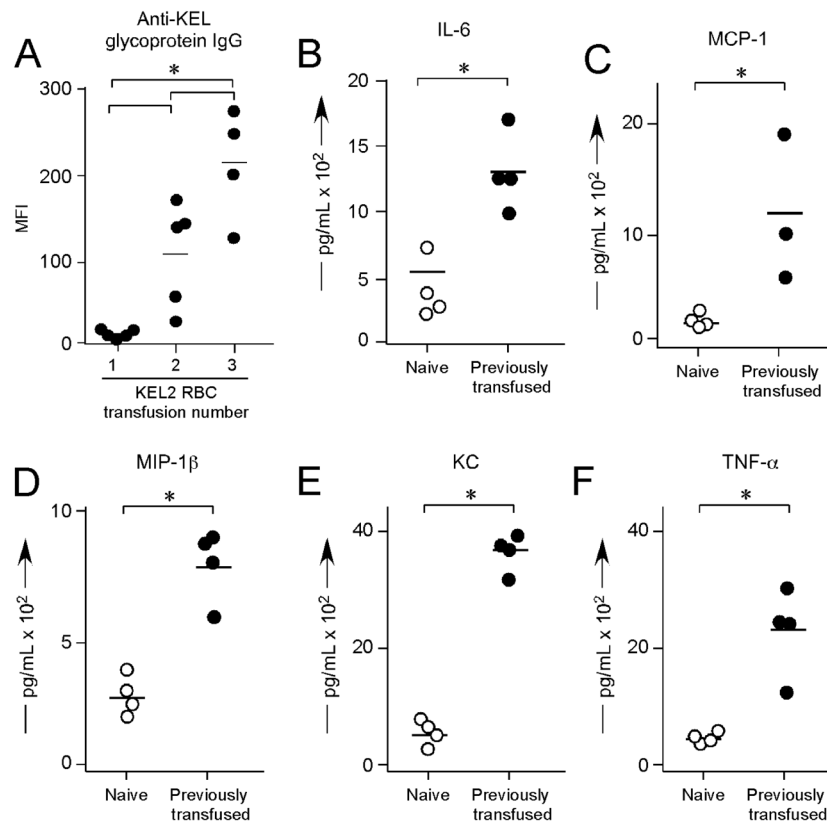 Anti-KEL
glycoprotein IgG
A
*
300
200
100
0
MFI
1 2 3
KEL2 RBC
transfusion number
B
IL-6
*
20
15
10
5
0
pg/mL x 10²
Naive Previously
transfused
C
MCP-1
*
20
10
0
pg/mL x 10²
Naive Previously
transfused
D
MIP-1β
*
10
5
0
pg/mL x 10²
Naive Previously
transfused
E
KC
*
40
20
0
pg/mL x 10²
Naive Previously
transfused
F
TNF-α
*
40
20
0
pg/mL x 10²
Naive Previously
transfused